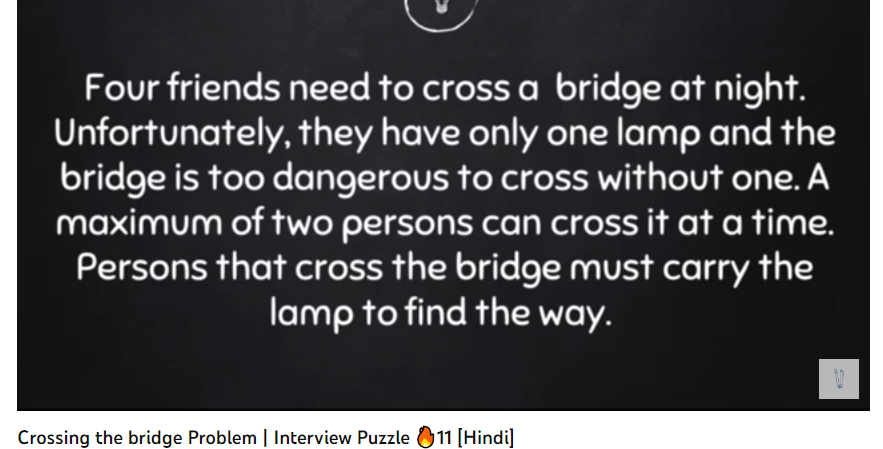 Four friends need to cross a bridge at night.
Unfortunately, they have only one lamp and the
bridge is too dangerous to cross without one. A
maximum of two persons can cross it at a time.
Persons that cross the bridge must carry the
lamp to find the way.
Crossing the bridge Problem | Interview Puzzle 🔥11 [Hindi]